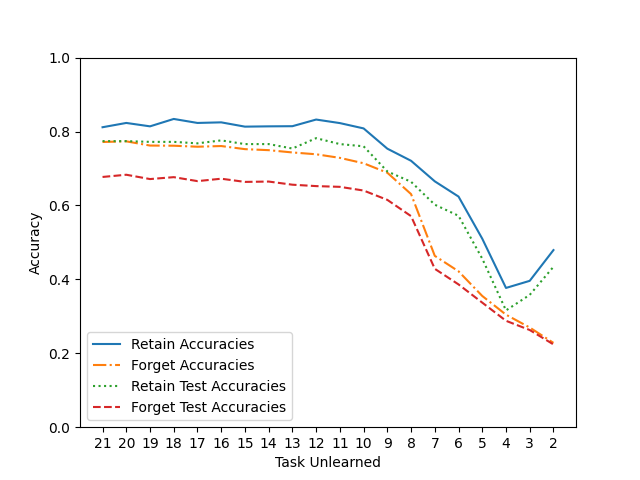 1.0
0.8
0.6
0.4
0.2
0.0
Accuracy
Retain Accuracies
Forget Accuracies
Retain Test Accuracies
Forget Test Accuracies
21 20 19 18 17 16 15 14 13 12 11 10 9 8 7 6 5 4 3 2
Task Unlearned